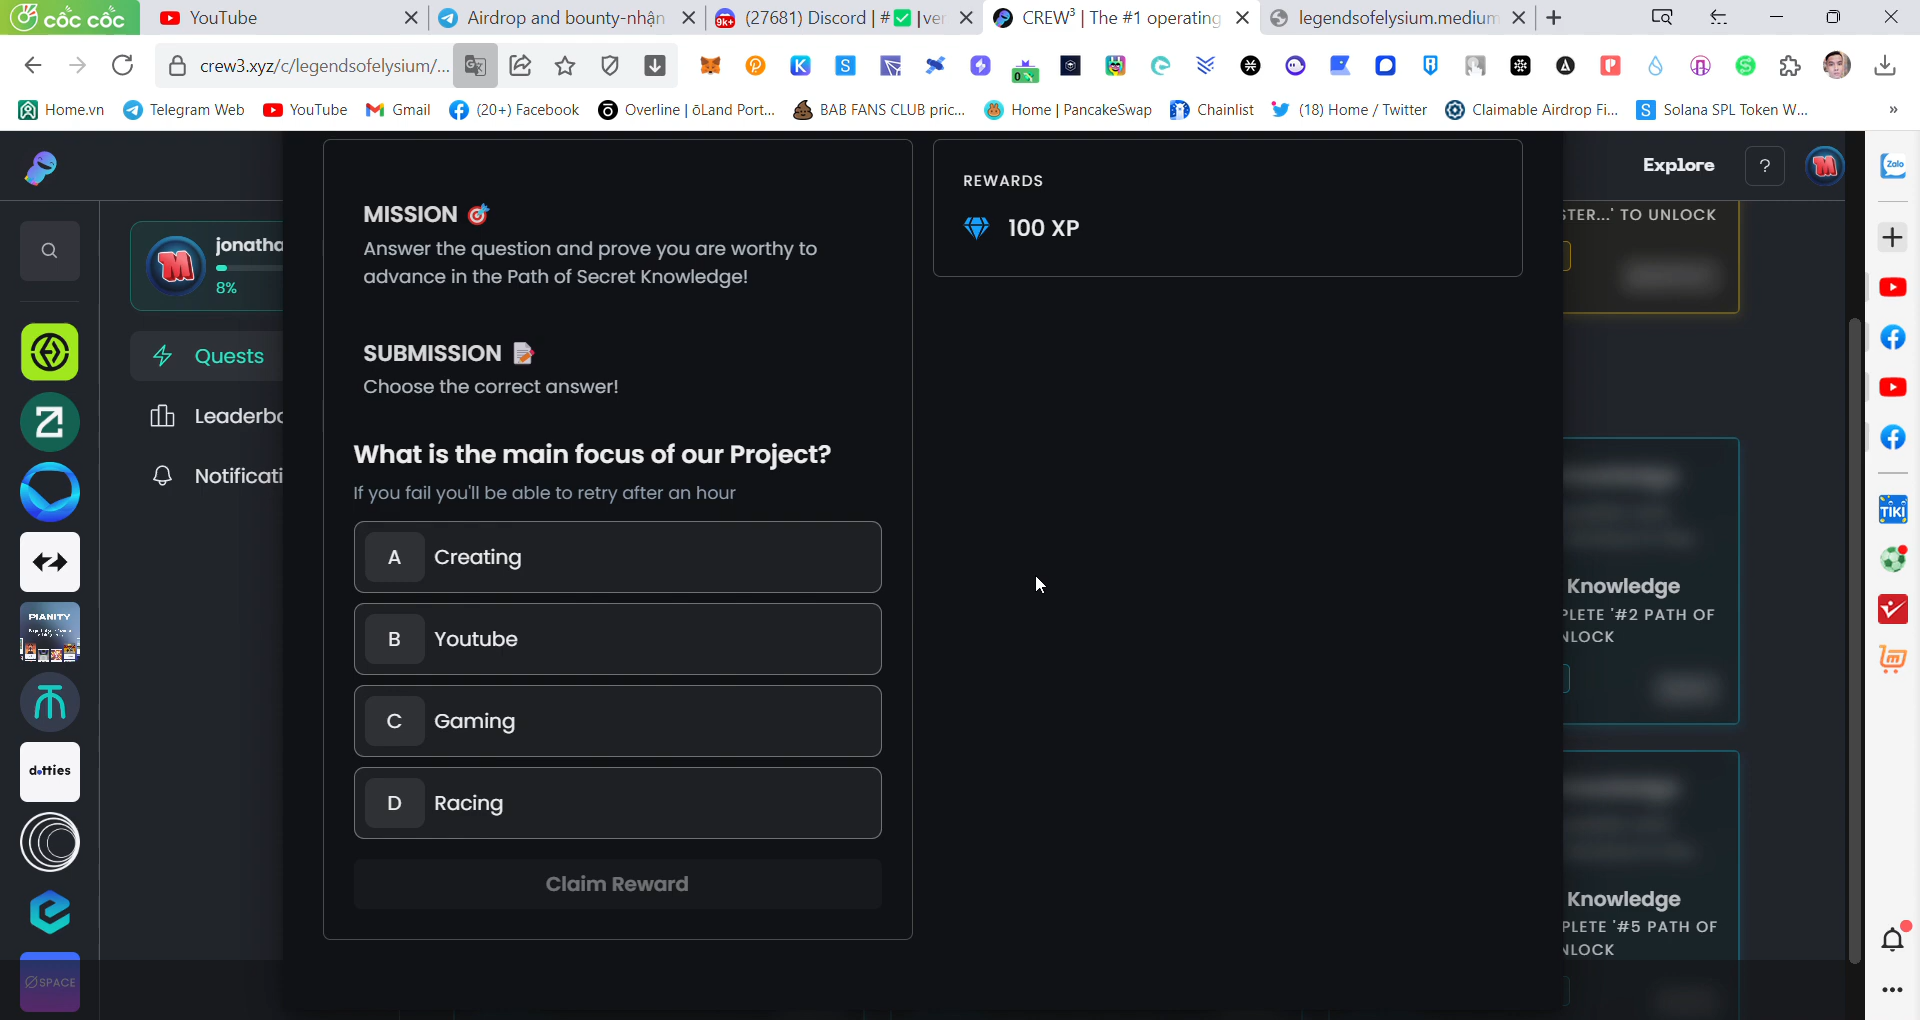 cốc cốc
YouTube
Airdrop and bounty-nhận
9k+
(27681) Discord | #✅ | ver
CREW³ | The #1 operating
legendsofelysium.medium
crew3.xyz/c/legendsofelysium/...
Home.vn
Telegram Web
YouTube
Gmail
(20+) Facebook
Overline | ōLand Port...
BAB FANS CLUB pric...
Home | PancakeSwap
Chainlist
(18) Home / Twitter
Claimable Airdrop Fi...
Solana SPL Token W...
»
Explore
?
Zalo
jonatha
8%
Quests
Leaderbo
Notificati
PIANITY
dotties
SPACE
MISSION 🎯
Answer the question and prove you are worthy to
advance in the Path of Secret Knowledge!
SUBMISSION 📝
Choose the correct answer!
What is the main focus of our Project?
If you fail you'll be able to retry after an hour
A Creating
B Youtube
C Gaming
D Racing
Claim Reward
REWARDS
100 XP
STER...' TO UNLOCK
Knowledge
PLETE '#2 PATH OF
NLOCK
Knowledge
PLETE '#5 PATH OF
NLOCK
TIKI